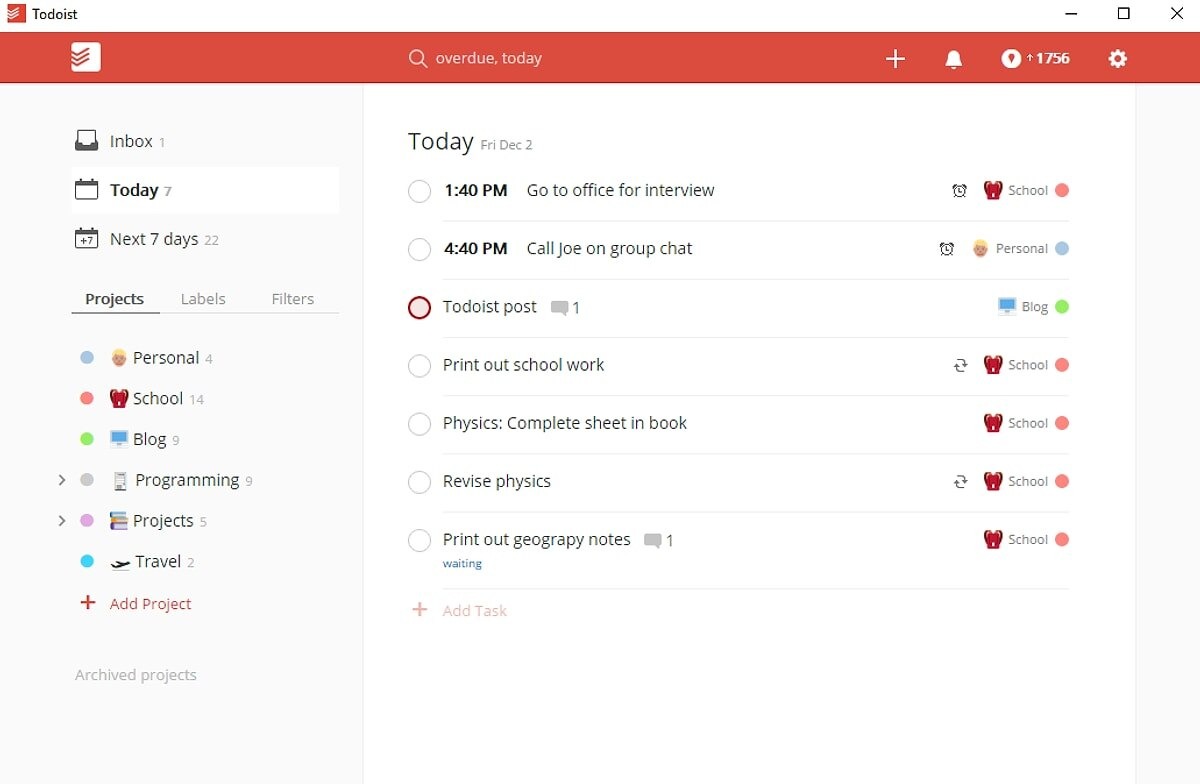 Todoist
overdue, today
1756
Inbox 1
Today 7
+7 Next 7 days 22
Projects Labels Filters
Personal 4
School 14
Blog 9
Programming 9
Projects 5
Travel 2
+ Add Project
Archived projects
Today Fri Dec 2
1:40 PM Go to office for interview School
4:40 PM Call Joe on group chat Personal
Todoist post 1 Blog
Print out school work School
Physics: Complete sheet in book School
Revise physics School
Print out geograpy notes 1 School
waiting
+ Add Task